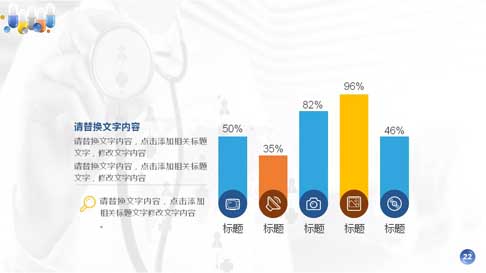 请替换文字内容
请替换文字内容，点击添加相关标题
文字，修改文字内容
请替换文字内容，点击添加相关标题
文字，修改文字内容
请替换文字内容，点击添加
相关标题文字修改文字内容
。
50%
35%
82%
96%
46%
标题
标题
标题
标题
标题
22